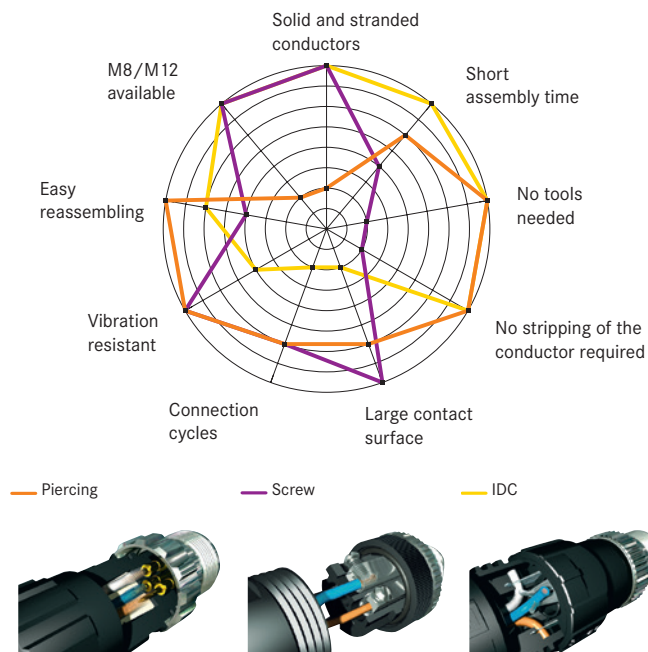 Solid and stranded
conductors
M8/M12
available
Short
assembly time
Easy
reassembling
No tools
needed
Vibration
resistant
No stripping of the
conductor required
Connection
cycles
Large contact
surface
Piercing
Screw
IDC